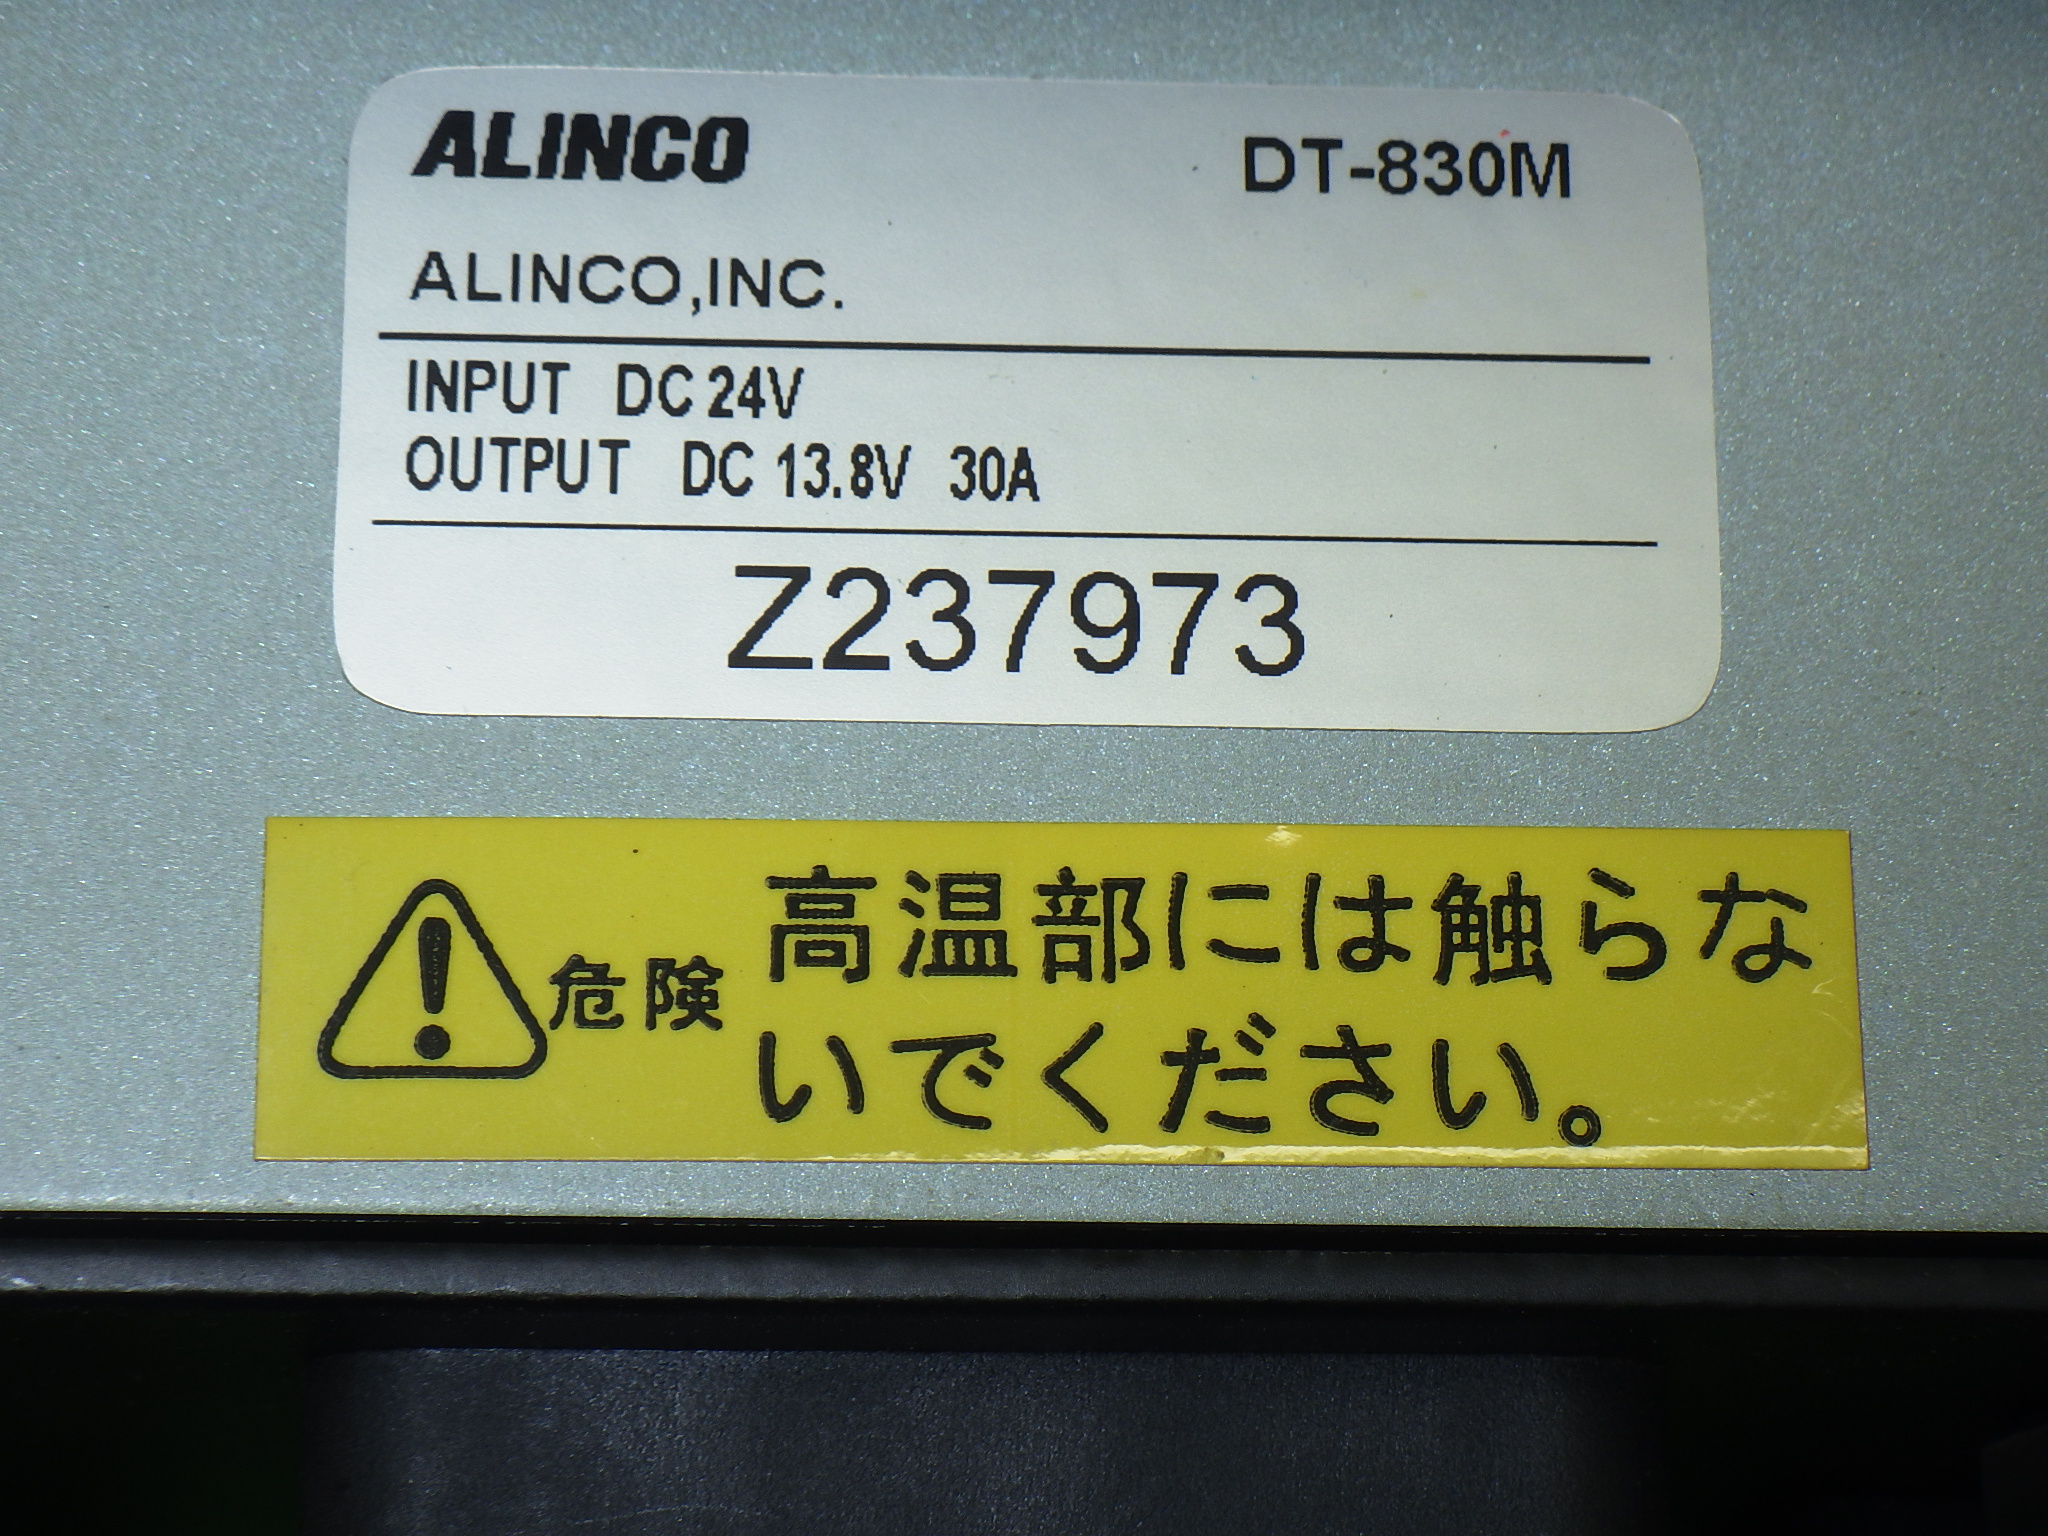 ALINCO DT-830M
ALINCO,INC.
INPUT DC 24V
OUTPUT DC 13.8V 30A
Z237973
危険 高温部には触らな
いでください。